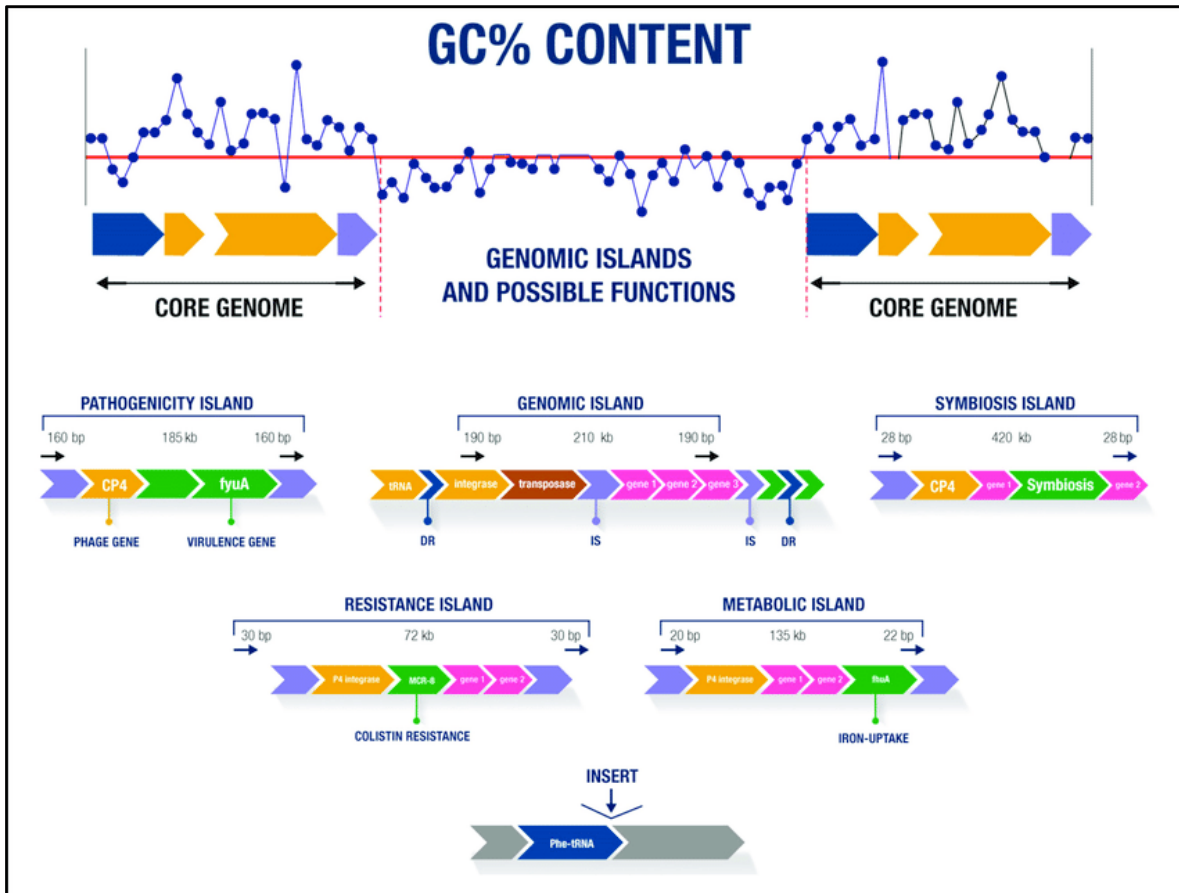 GC% CONTENT
GENOMIC ISLANDS
AND POSSIBLE FUNCTIONS
CORE GENOME
CORE GENOME
PATHOGENICITY ISLAND
160 bp 185 kb 160 bp
CP4 fyuA
PHAGE GENE VIRULENCE GENE
GENOMIC ISLAND
190 bp 210 kb 190 bp
tRNA integrase transposase gene 1 gene 2 gene 3
DR IS IS DR
SYMBIOSIS ISLAND
28 bp 420 kb 28 bp
CP4 gene 1 Symbiosis gene 2
RESISTANCE ISLAND
30 bp 72 kb 30 bp
P4 integrase MCR-8 gene 1 gene 2
COLISTIN RESISTANCE
METABOLIC ISLAND
20 bp 135 kb 22 bp
P4 integrase gene 1 gene 2 fhuA
IRON-UPTAKE
INSERT
Phe-tRNA